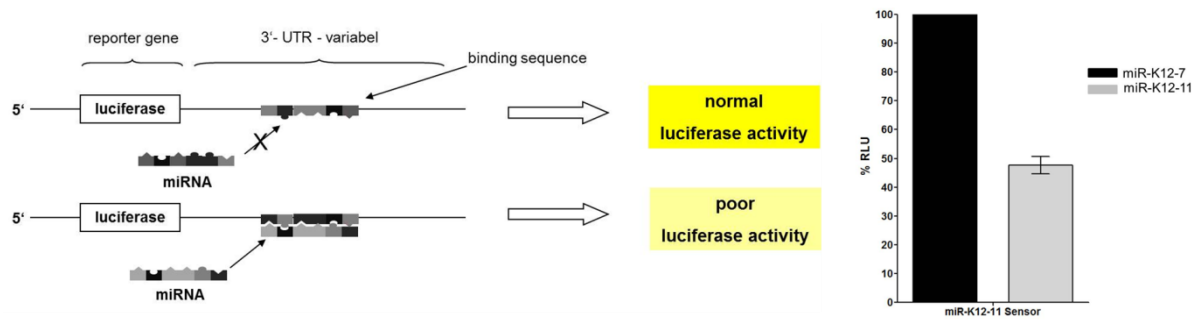 reporter gene
3‘- UTR - variabel
binding sequence
5‘
luciferase
X
miRNA
normal
luciferase activity
5‘
luciferase
miRNA
poor
luciferase activity
100
90
80
70
60
50
40
30
20
10
0
% RLU
miR-K12-11 Sensor
miR-K12-7
miR-K12-11